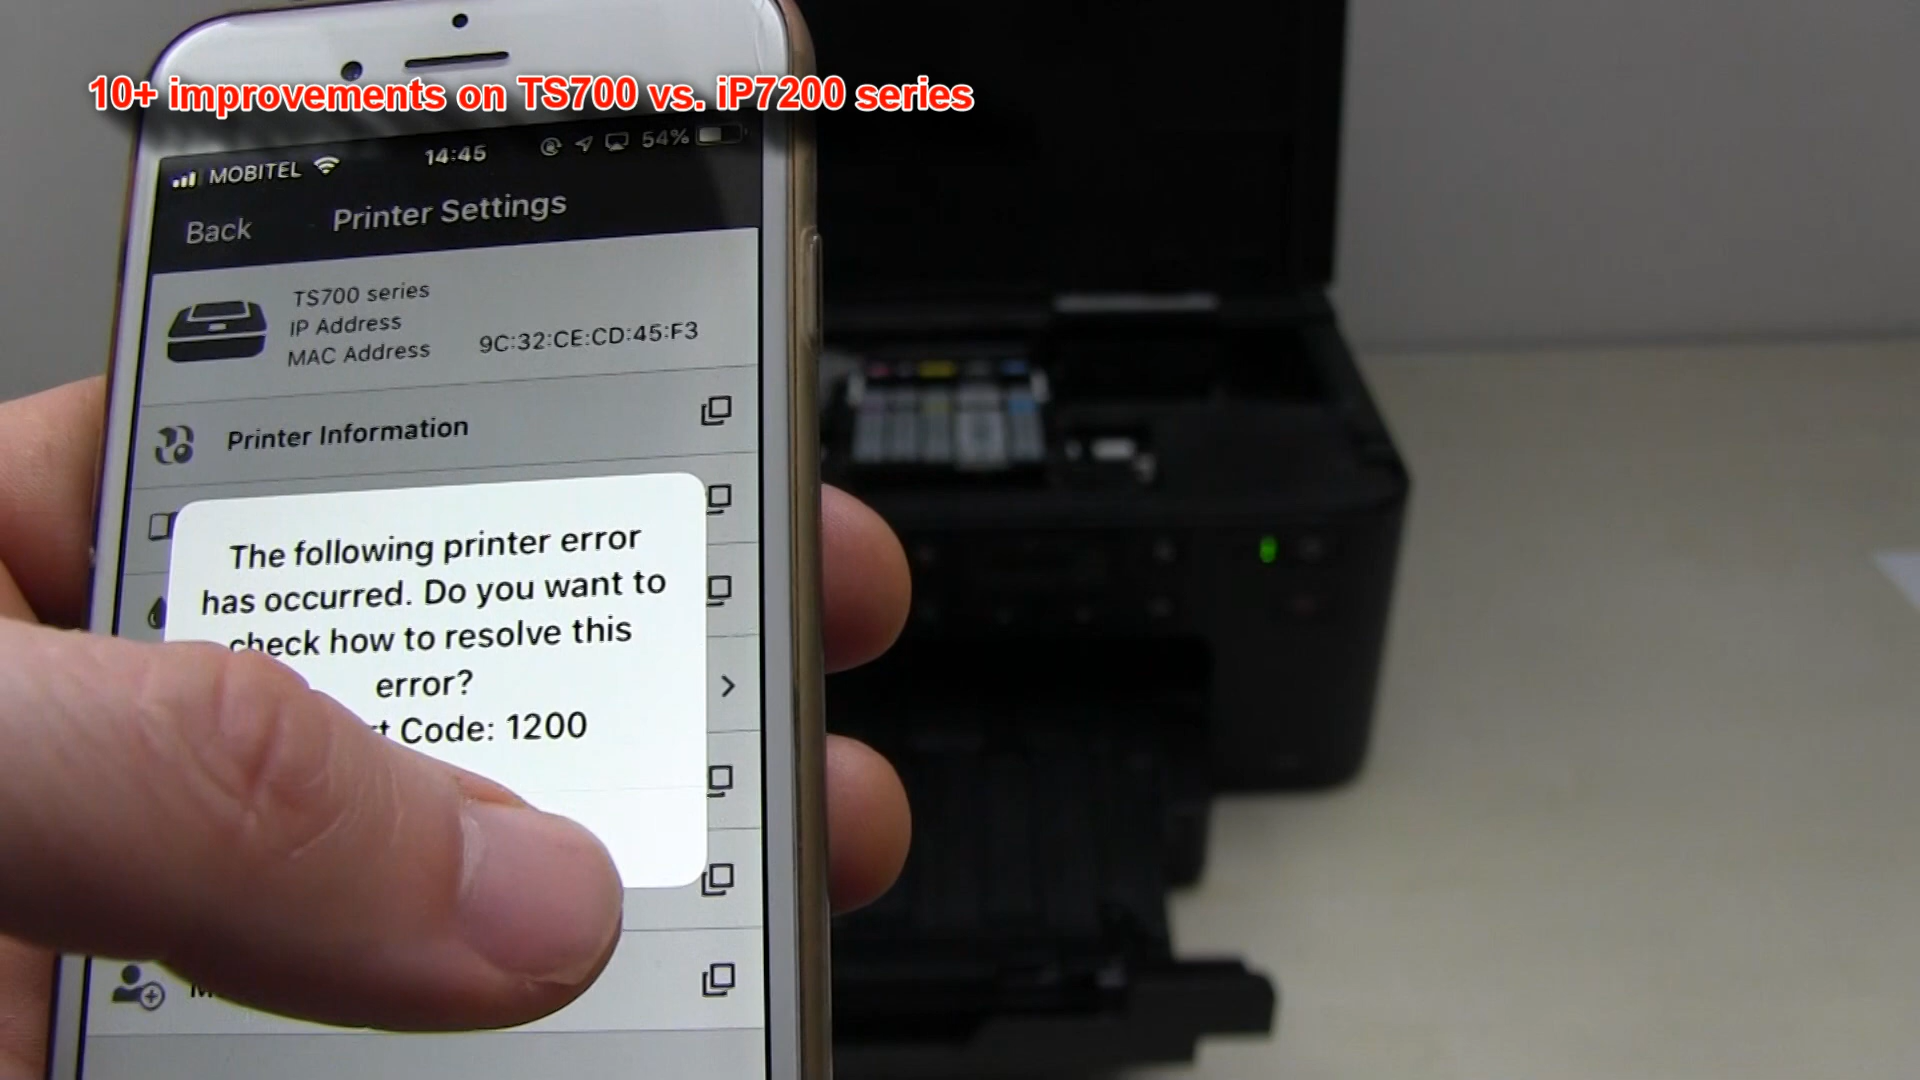 10+ improvements on TS700 vs. iP7200 series
MOBITEL 14:45 54%
Back Printer Settings
TS700 series
IP Address
MAC Address 9C:32:CE:CD:45:F3
Printer Information
The following printer error
has occurred. Do you want to
check how to resolve this
error?
Code: 1200